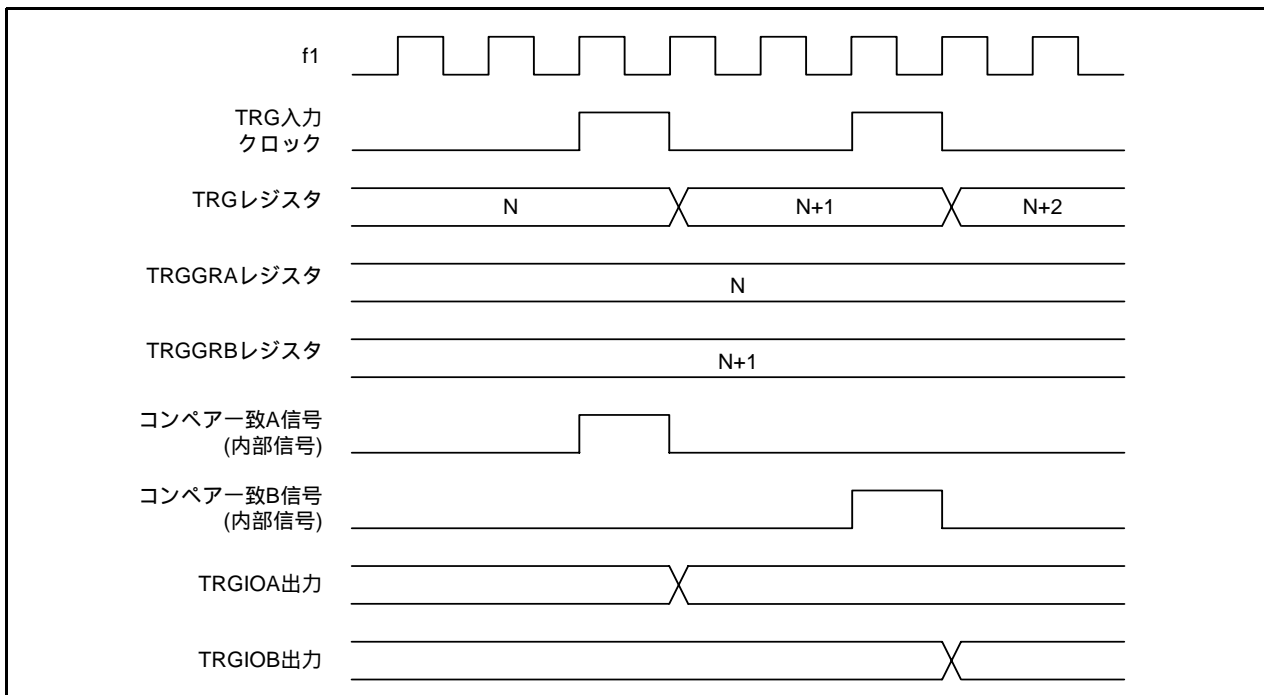 f1
TRG入力
クロック
TRGレジスタ
N
N+1
N+2
TRGGRAレジスタ
N
TRGGRBレジスタ
N+1
コンペア一致A信号
(内部信号)
コンペア一致B信号
(内部信号)
TRGIOA出力
TRGIOB出力